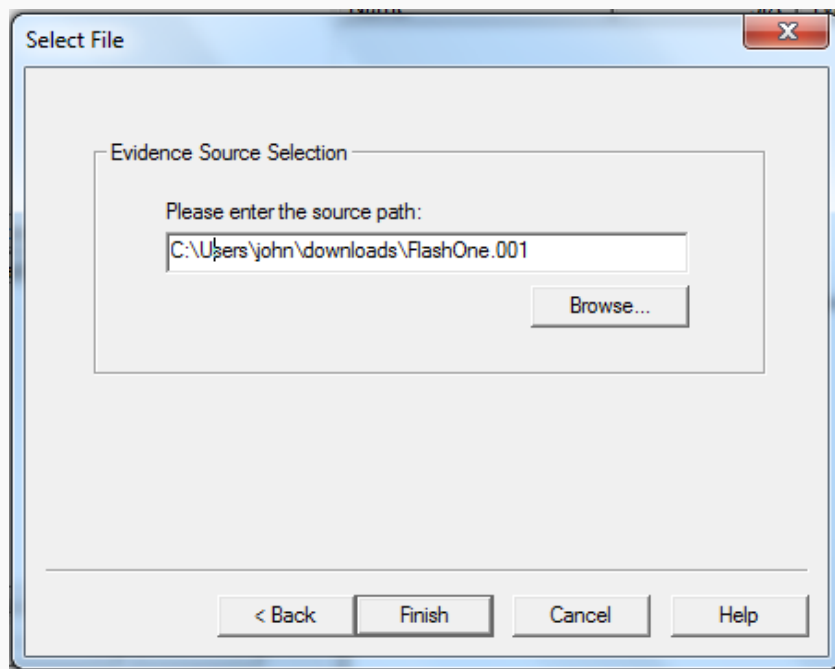 Select File
Evidence Source Selection
Please enter the source path:
C:\Users\john\downloads\FlashOne.001
Browse...
< Back Finish Cancel Help